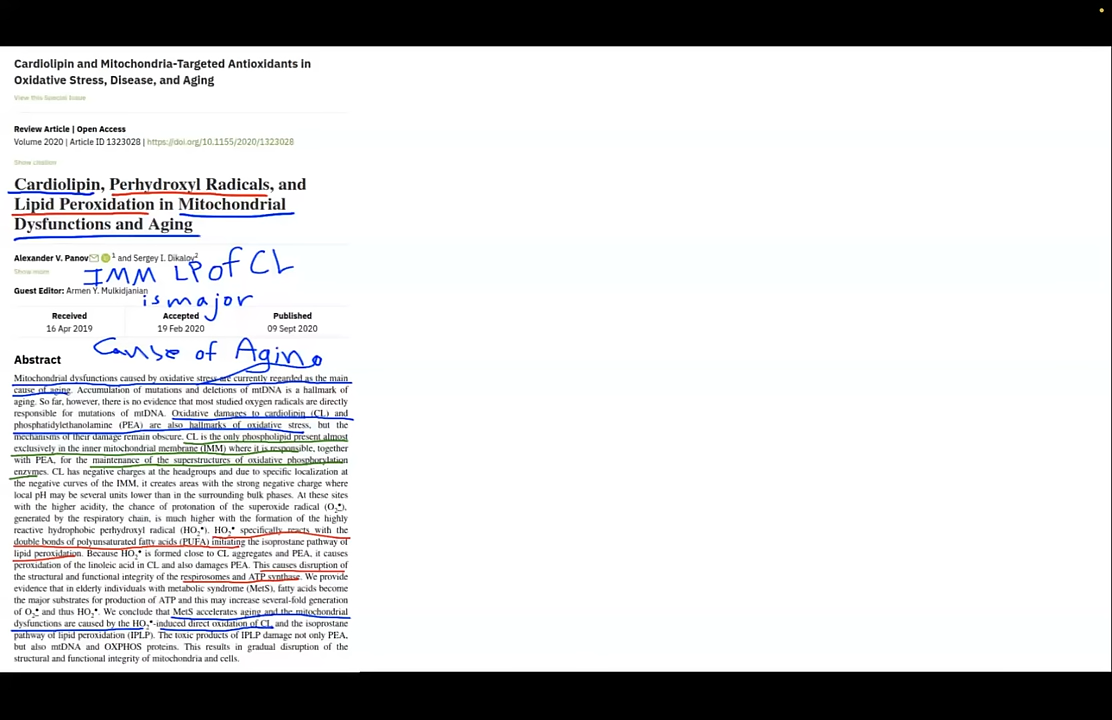 Cardiolipin and Mitochondria-Targeted Antioxidants in
Oxidative Stress, Disease, and Aging
View this Special Issue
Review Article | Open Access
Volume 2020 | Article ID 1323028 | https://doi.org/10.1155/2020/1323028
Show citation
Cardiolipin, Perhydroxyl Radicals, and
Lipid Peroxidation in Mitochondrial
Dysfunctions and Aging
Alexander V. Panov 1 and Sergey I. Dikalov2
Show more
IMM LP of CL
Guest Editor: Armen Y. Mulkidjanian
is major
Received Accepted Published
16 Apr 2019 19 Feb 2020 09 Sept 2020
Cause of Aging
Abstract
Mitochondrial dysfunctions caused by oxidative stress are currently regarded as the main
cause of aging. Accumulation of mutations and deletions of mtDNA is a hallmark of
aging. So far, however, there is no evidence that most studied oxygen radicals are directly
responsible for mutations of mtDNA. Oxidative damages to cardiolipin (CL) and
phosphatidylethanolamine (PEA) are also hallmarks of oxidative stress, but the
mechanisms of their damage remain obscure. CL is the only phospholipid present almost
exclusively in the inner mitochondrial membrane (IMM) where it is responsible, together
with PEA, for the maintenance of the superstructures of oxidative phosphorylation
enzymes. CL has negative charges at the headgroups and due to specific localization at
the negative curves of the IMM, it creates areas with the strong negative charge where
local pH may be several units lower than in the surrounding bulk phases. At these sites
with the higher acidity, the chance of protonation of the superoxide radical (O2•),
generated by the respiratory chain, is much higher with the formation of the highly
reactive hydrophobic perhydroxyl radical (HO2•). HO2• specifically reacts with the
double bonds of polyunsaturated fatty acids (PUFA) initiating the isoprostane pathway of
lipid peroxidation. Because HO2• is formed close to CL aggregates and PEA, it causes
peroxidation of the linoleic acid in CL and also damages PEA. This causes disruption of
the structural and functional integrity of the respirosomes and ATP synthase. We provide
evidence that in elderly individuals with metabolic syndrome (MetS), fatty acids become
the major substrates for production of ATP and this may increase several-fold generation
of O2• and thus HO2•. We conclude that MetS accelerates aging and the mitochondrial
dysfunctions are caused by the HO2•-induced direct oxidation of CL and the isoprostane
pathway of lipid peroxidation (IPLP). The toxic products of IPLP damage not only PEA,
but also mtDNA and OXPHOS proteins. This results in gradual disruption of the
structural and functional integrity of mitochondria and cells.